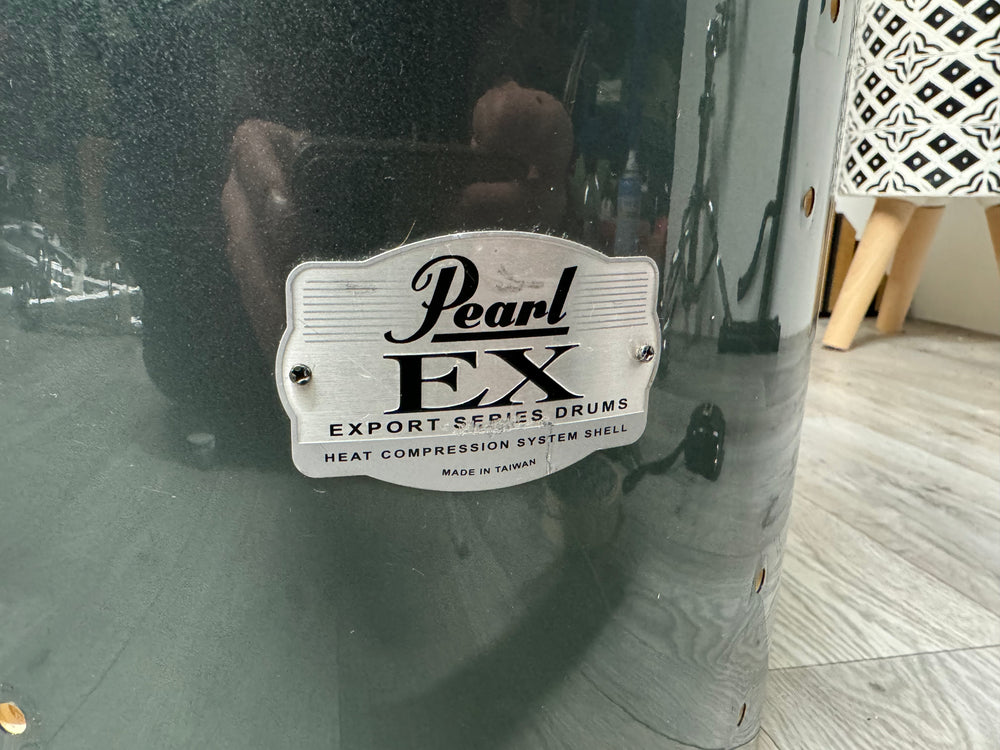 Pearl
EX
EXPORT SERIES DRUMS
HEAT COMPRESSION SYSTEM SHELL
MADE IN TAIWAN